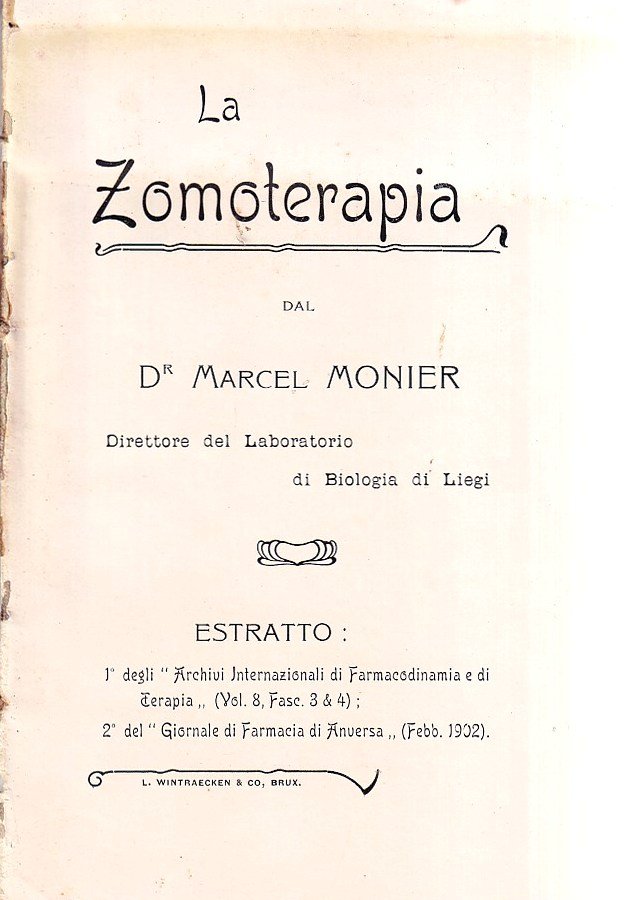 La
Zomoterapia
DAL
DR MARCEL MONIER
Direttore del Laboratorio
di Biologia di Liegi
ESTRATTO :
1° degli “ Archivi Internazionali di Farmacodinamia e di
Terapia „ (Vol. 8, Fasc. 3 & 4) ;
2° del “ Giornale di Farmacia di Anversa „ (Febb. 1902).
L. WINTRAECKEN & CO, BRUX.